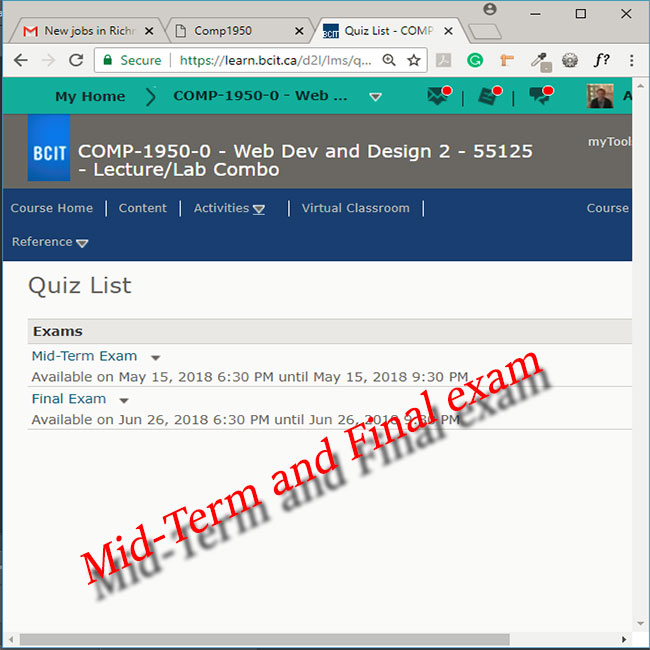 New jobs in Richm
Comp1950
Quiz List - COMP
Secure https://learn.bcit.ca/d2l/lms/q...
f?
My Home COMP-1950-0 - Web ... A
BCIT
COMP-1950-0 - Web Dev and Design 2 - 55125
- Lecture/Lab Combo
myTool
Course Home Content Activities Virtual Classroom Course
Reference
Quiz List
Exams
Mid-Term Exam
Available on May 15, 2018 6:30 PM until May 15, 2018 9:30 PM
Final Exam
Available on Jun 26, 2018 6:30 PM until Jun 26, 2018 9:30 PM
Mid-Term and Final exam